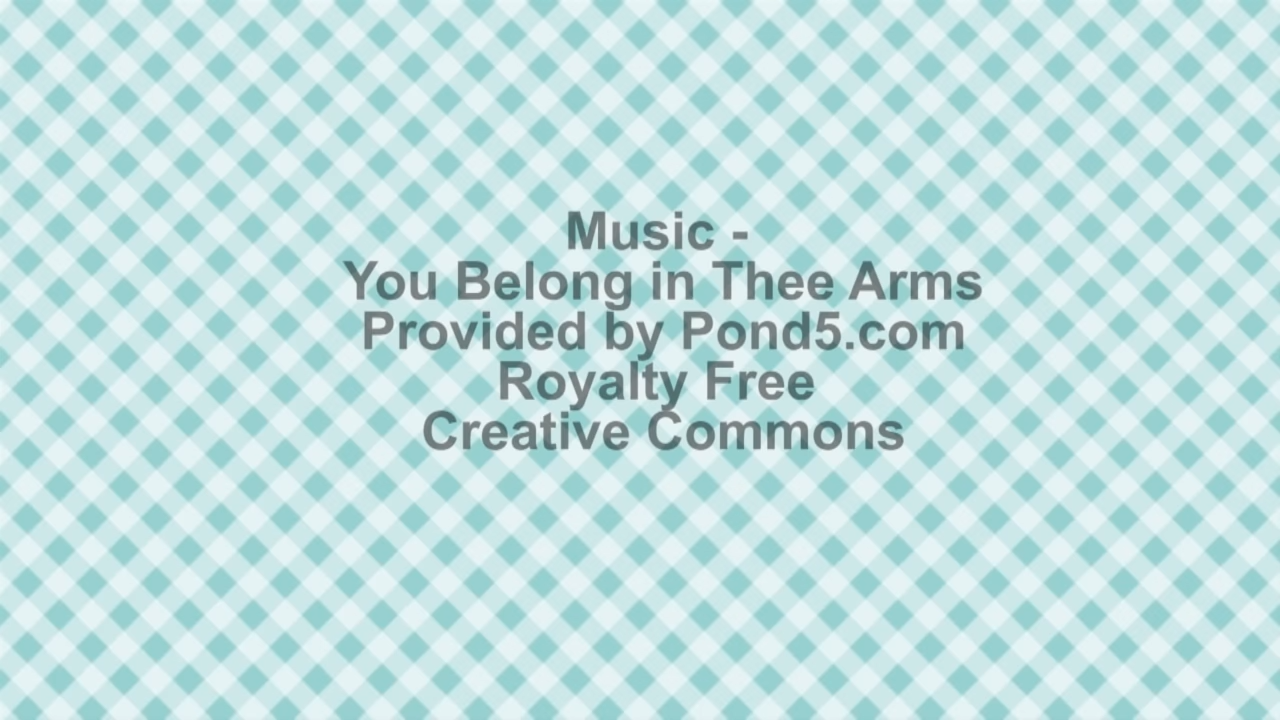 Music -
You Belong in Thee Arms
Provided by Pond5.com
Royalty Free
Creative Commons